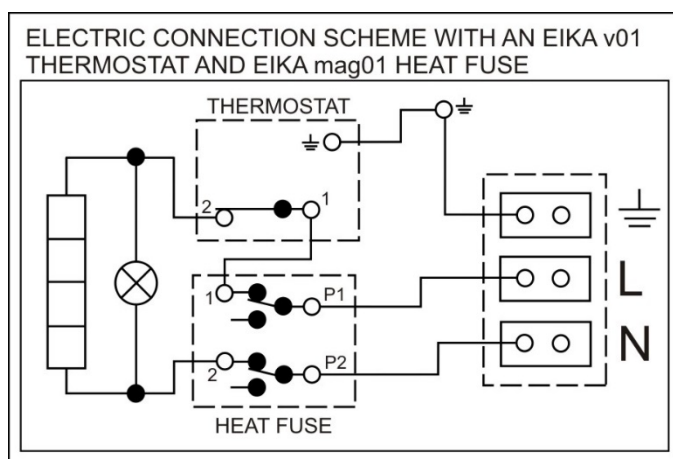 ELECTRIC CONNECTION SCHEME WITH AN EIKA v01
THERMOSTAT AND EIKA mag01 HEAT FUSE
THERMOSTAT
2
1
1
P1
L
2
P2
N
HEAT FUSE